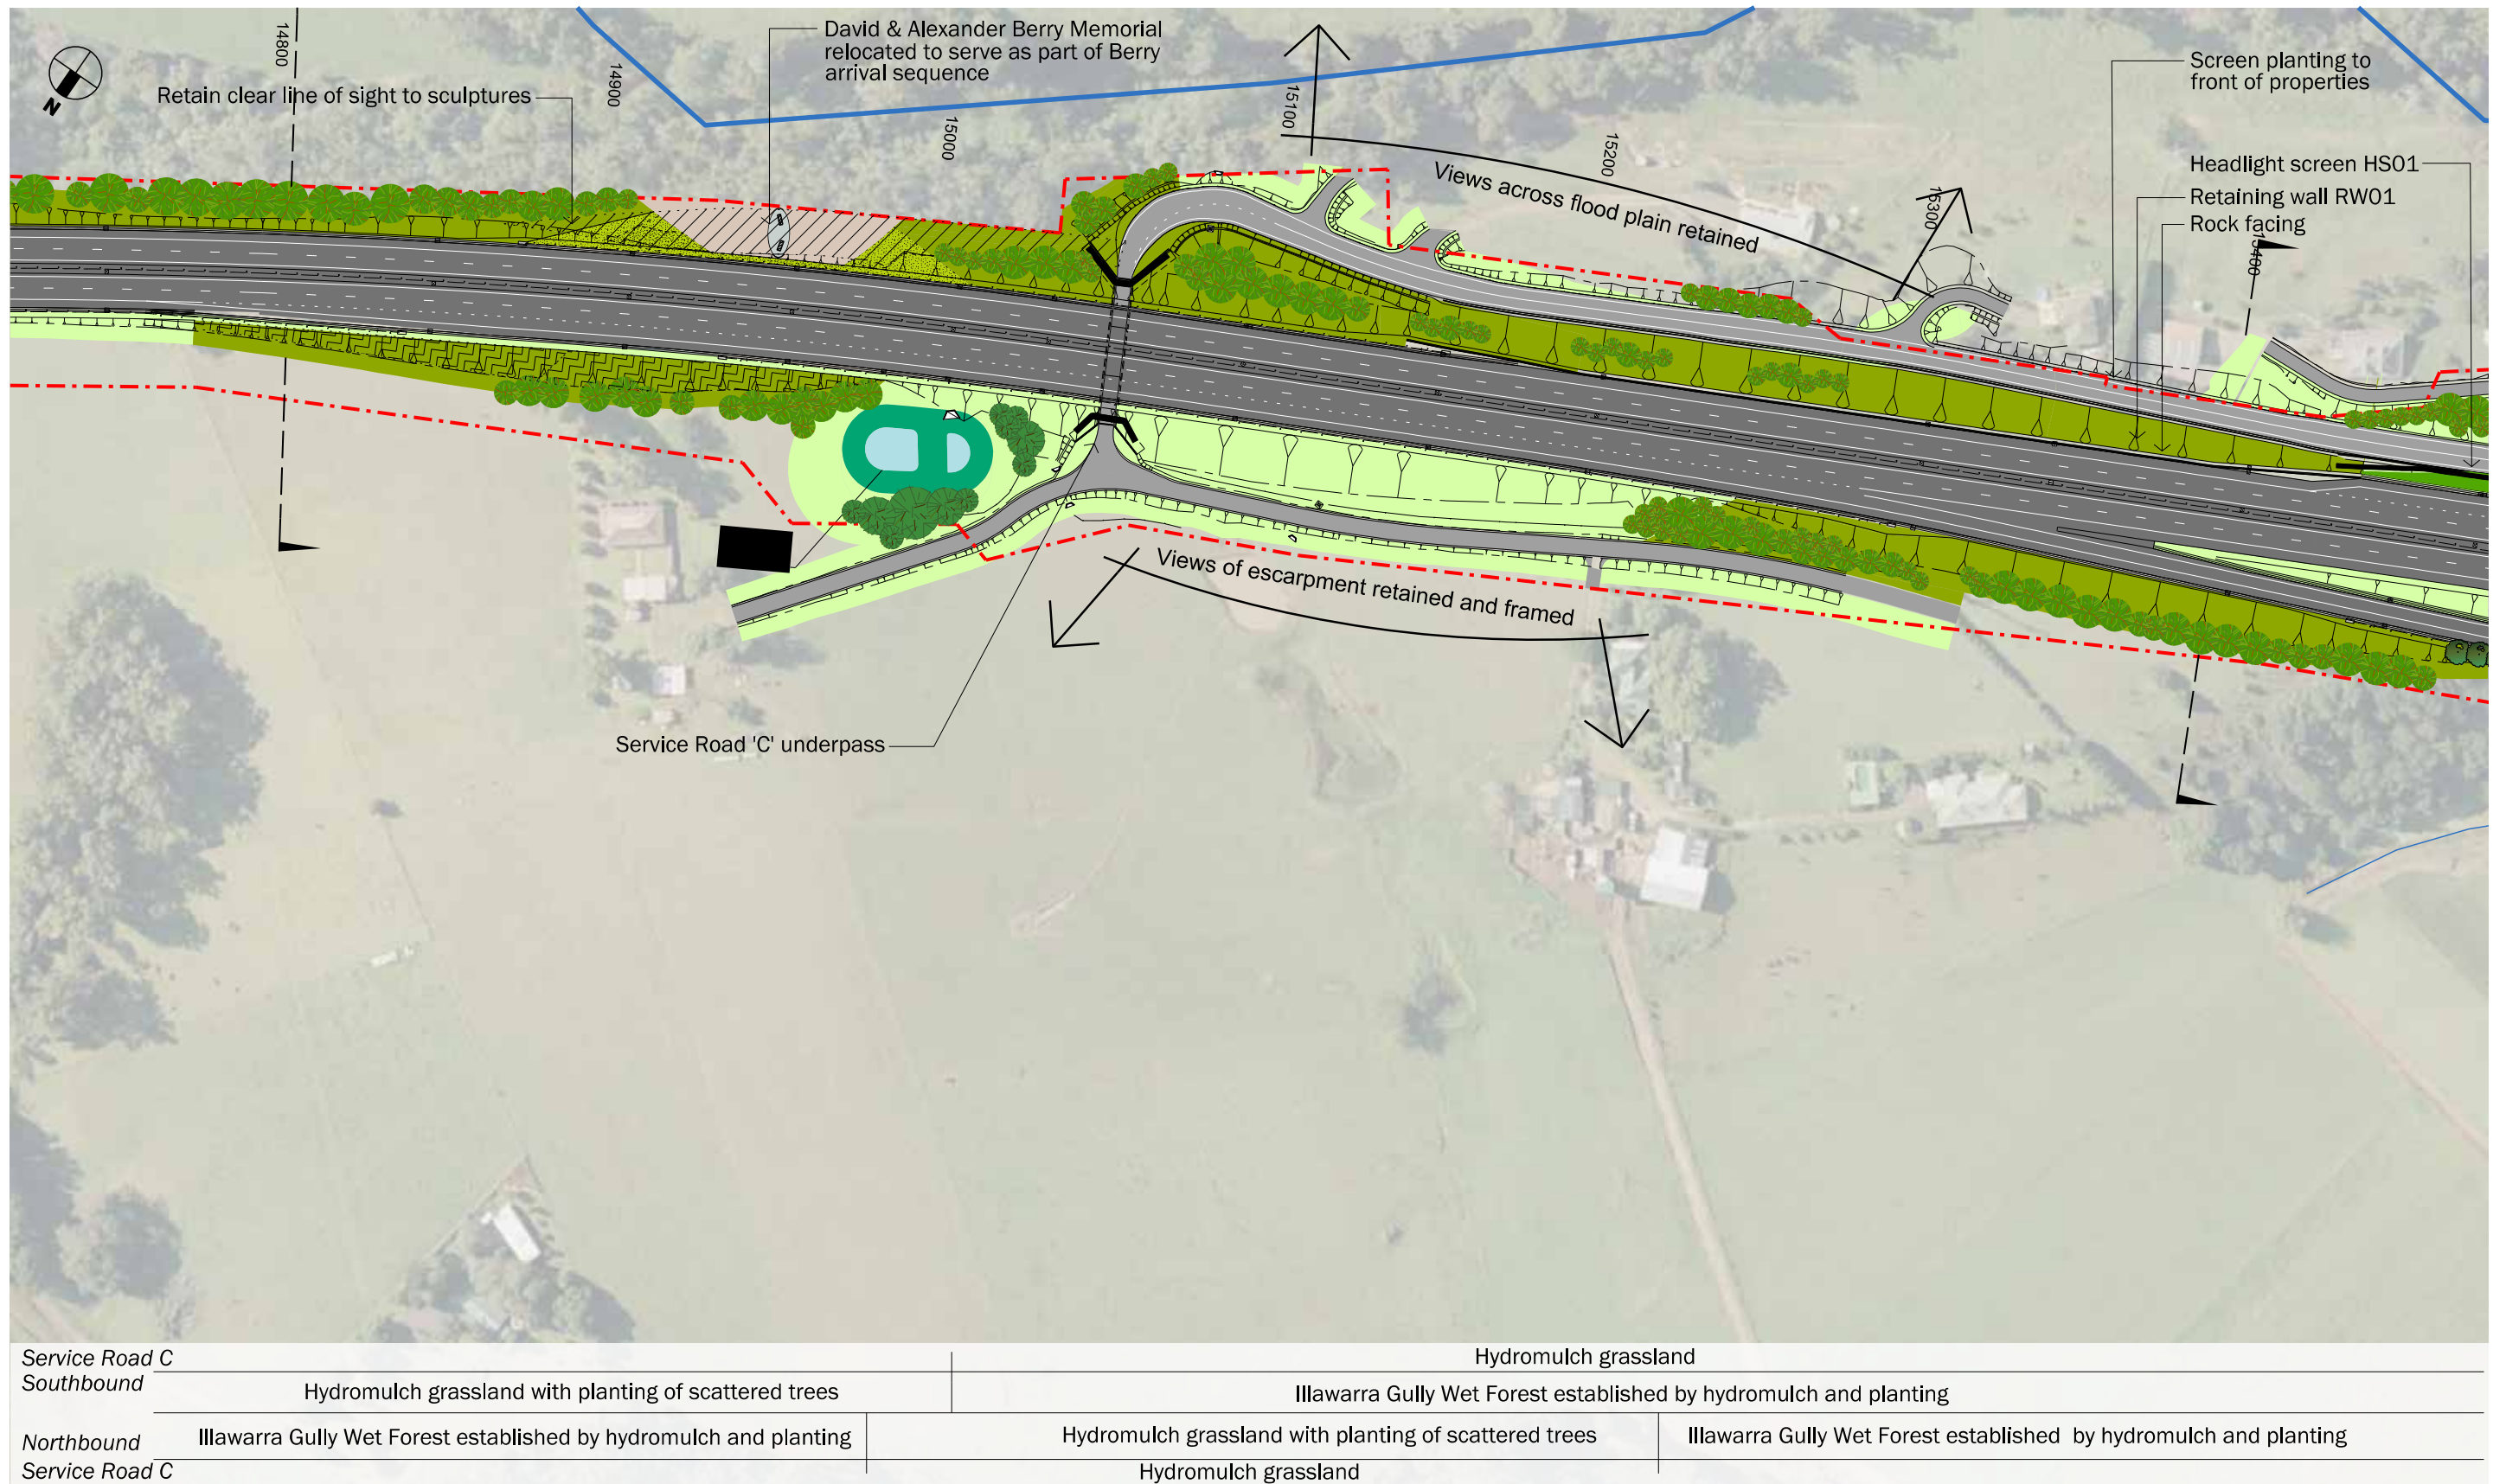 14800
David & Alexander Berry Memorial
relocated to serve as part of Berry
arrival sequence
Retain clear line of sight to sculptures
14900
15000
15100
15200
Screen planting to
front of properties
Headlight screen HS01
Retaining wall RW01
Rock facing
15300
15400
N
Views across flood plain retained
Views of escarpment retained and framed
Service Road 'C' underpass
Service Road C
Hydromulch grassland
Southbound
Hydromulch grassland with planting of scattered trees
Illawarra Gully Wet Forest established by hydromulch and planting
Northbound
Illawarra Gully Wet Forest established by hydromulch and planting
Hydromulch grassland with planting of scattered trees
Illawarra Gully Wet Forest established by hydromulch and planting
Service Road C
Hydromulch grassland